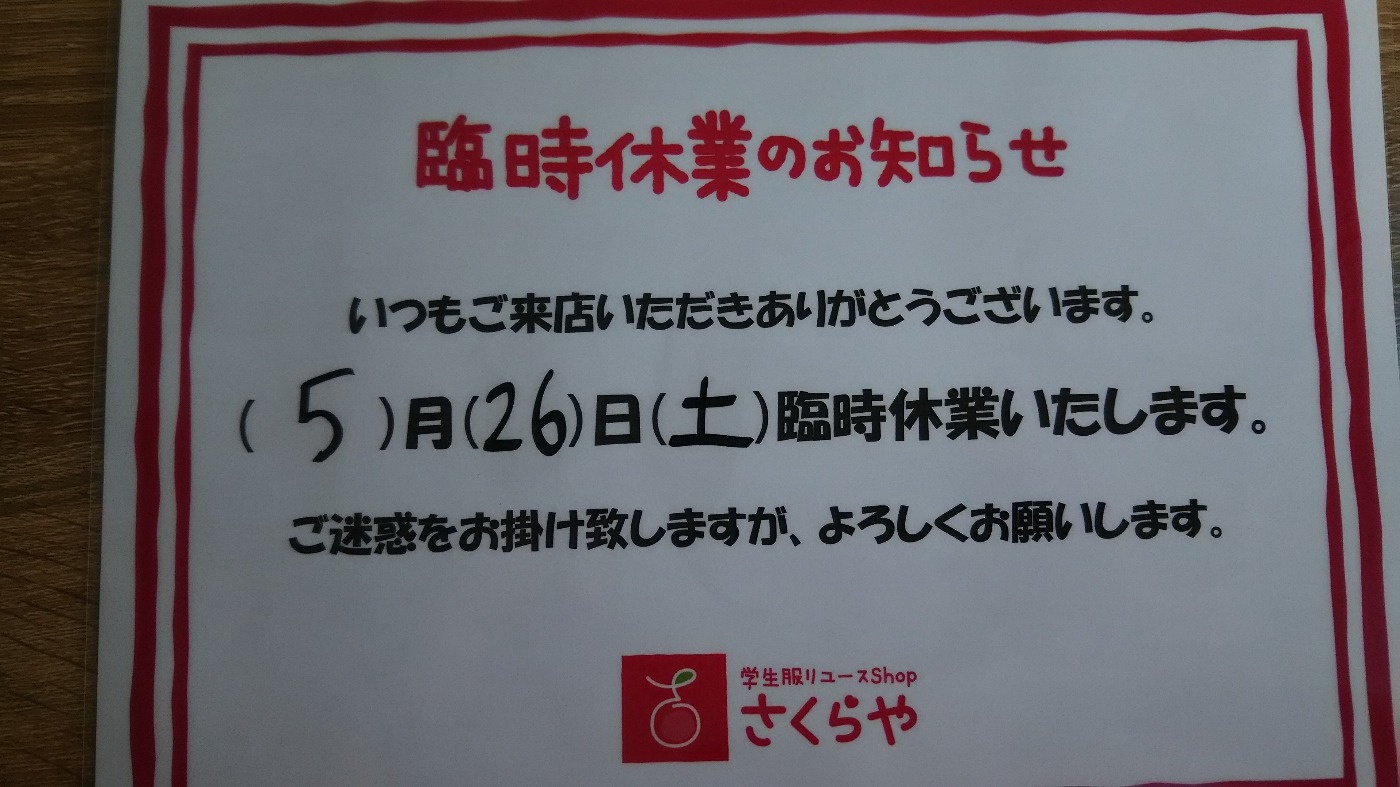 臨時休業のお知らせ
いつもご来店いただきありがとうございます。
( 5 )月(26)日(土)臨時休業いたします。
ご迷惑をお掛け致しますが、よろしくお願いします。
学生服リユースShop
さくらや